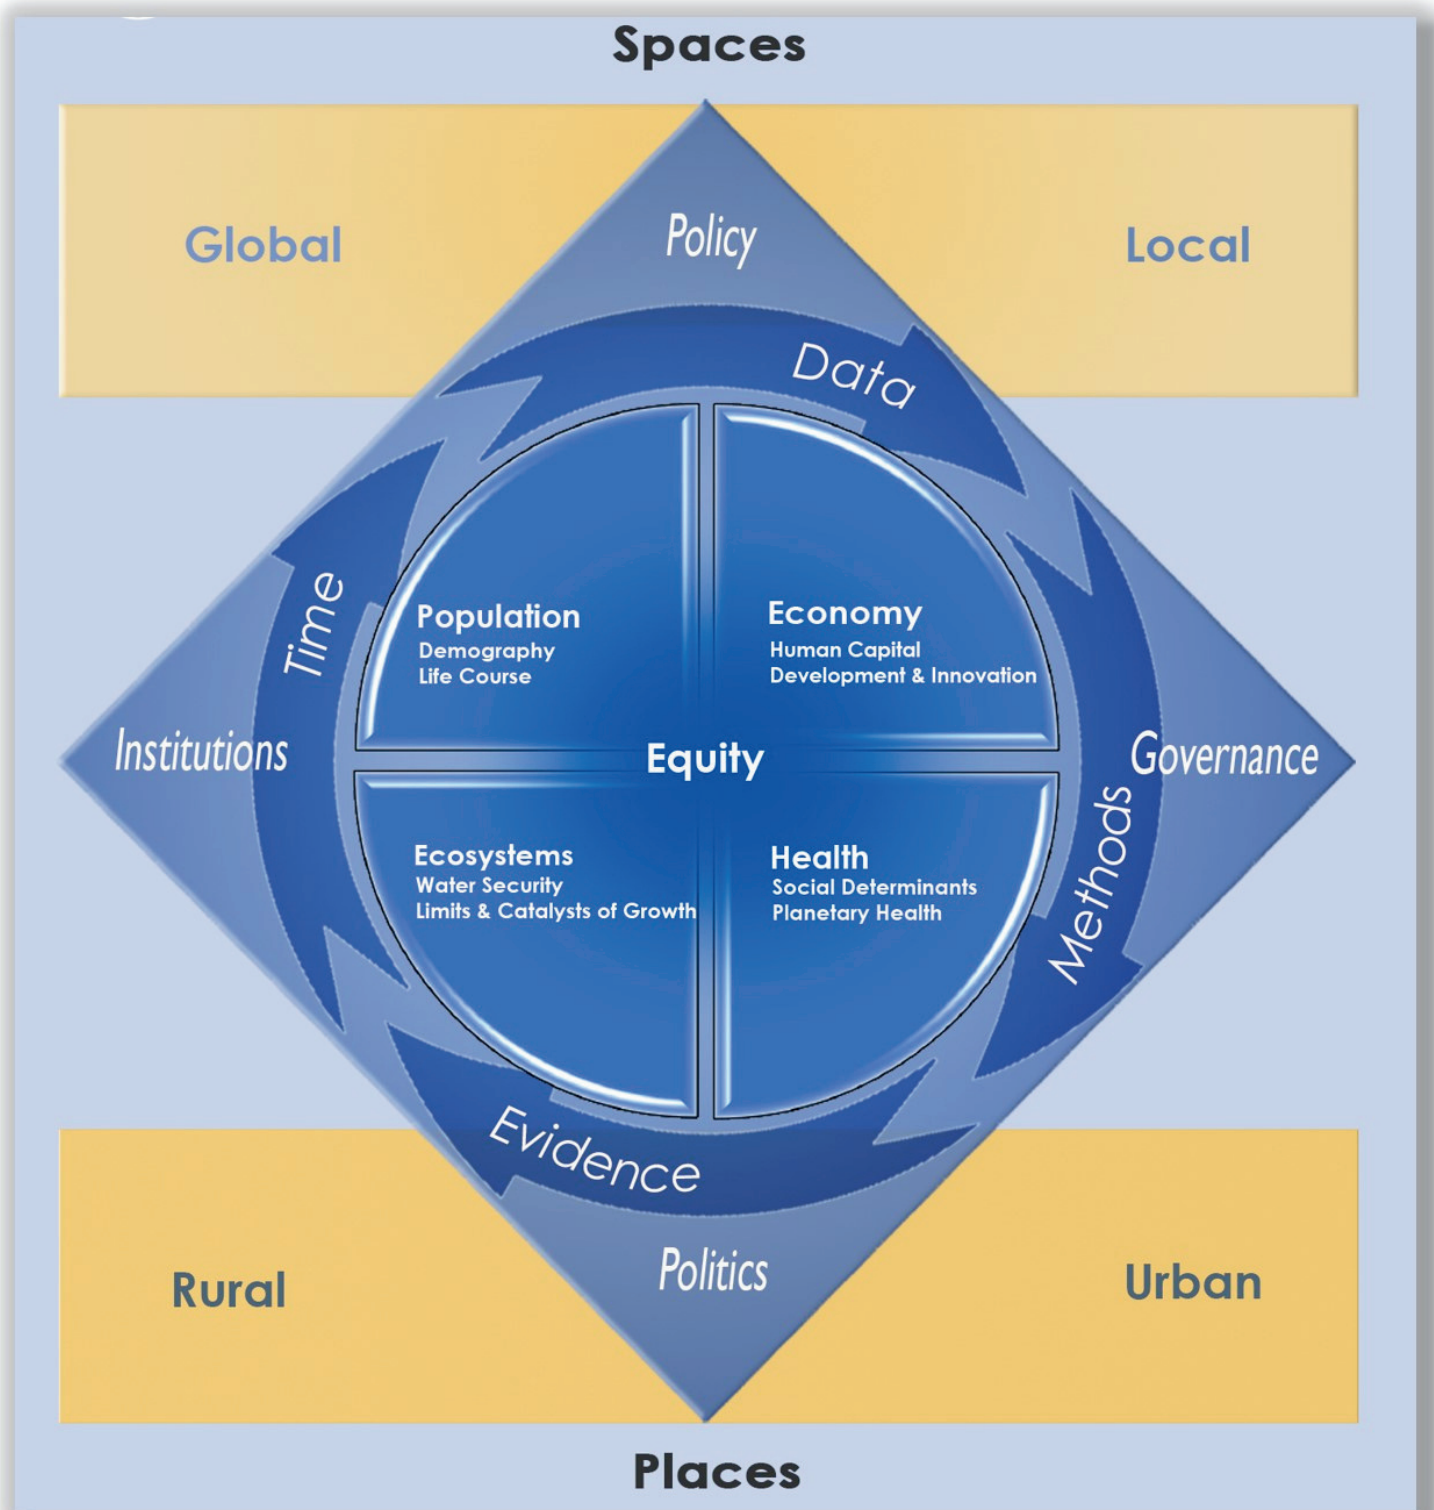 Spaces
Global
Local
Policy
Data
Time
Population
Demography
Life Course
Economy
Human Capital
Development & Innovation
Institutions
Equity
Governance
Methods
Ecosystems
Water Security
Limits & Catalysts of Growth
Health
Social Determinants
Planetary Health
Evidence
Politics
Rural
Urban
Places